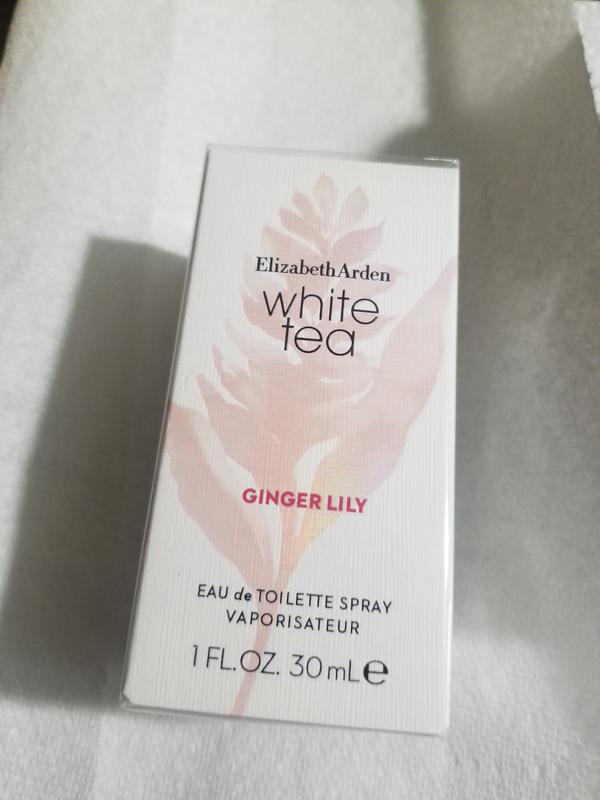 ElizabethArden
white
tea
GINGER LILY
EAU de TOILETTE SPRAY
VAPORISATEUR
1 FL.OZ. 30 mL e